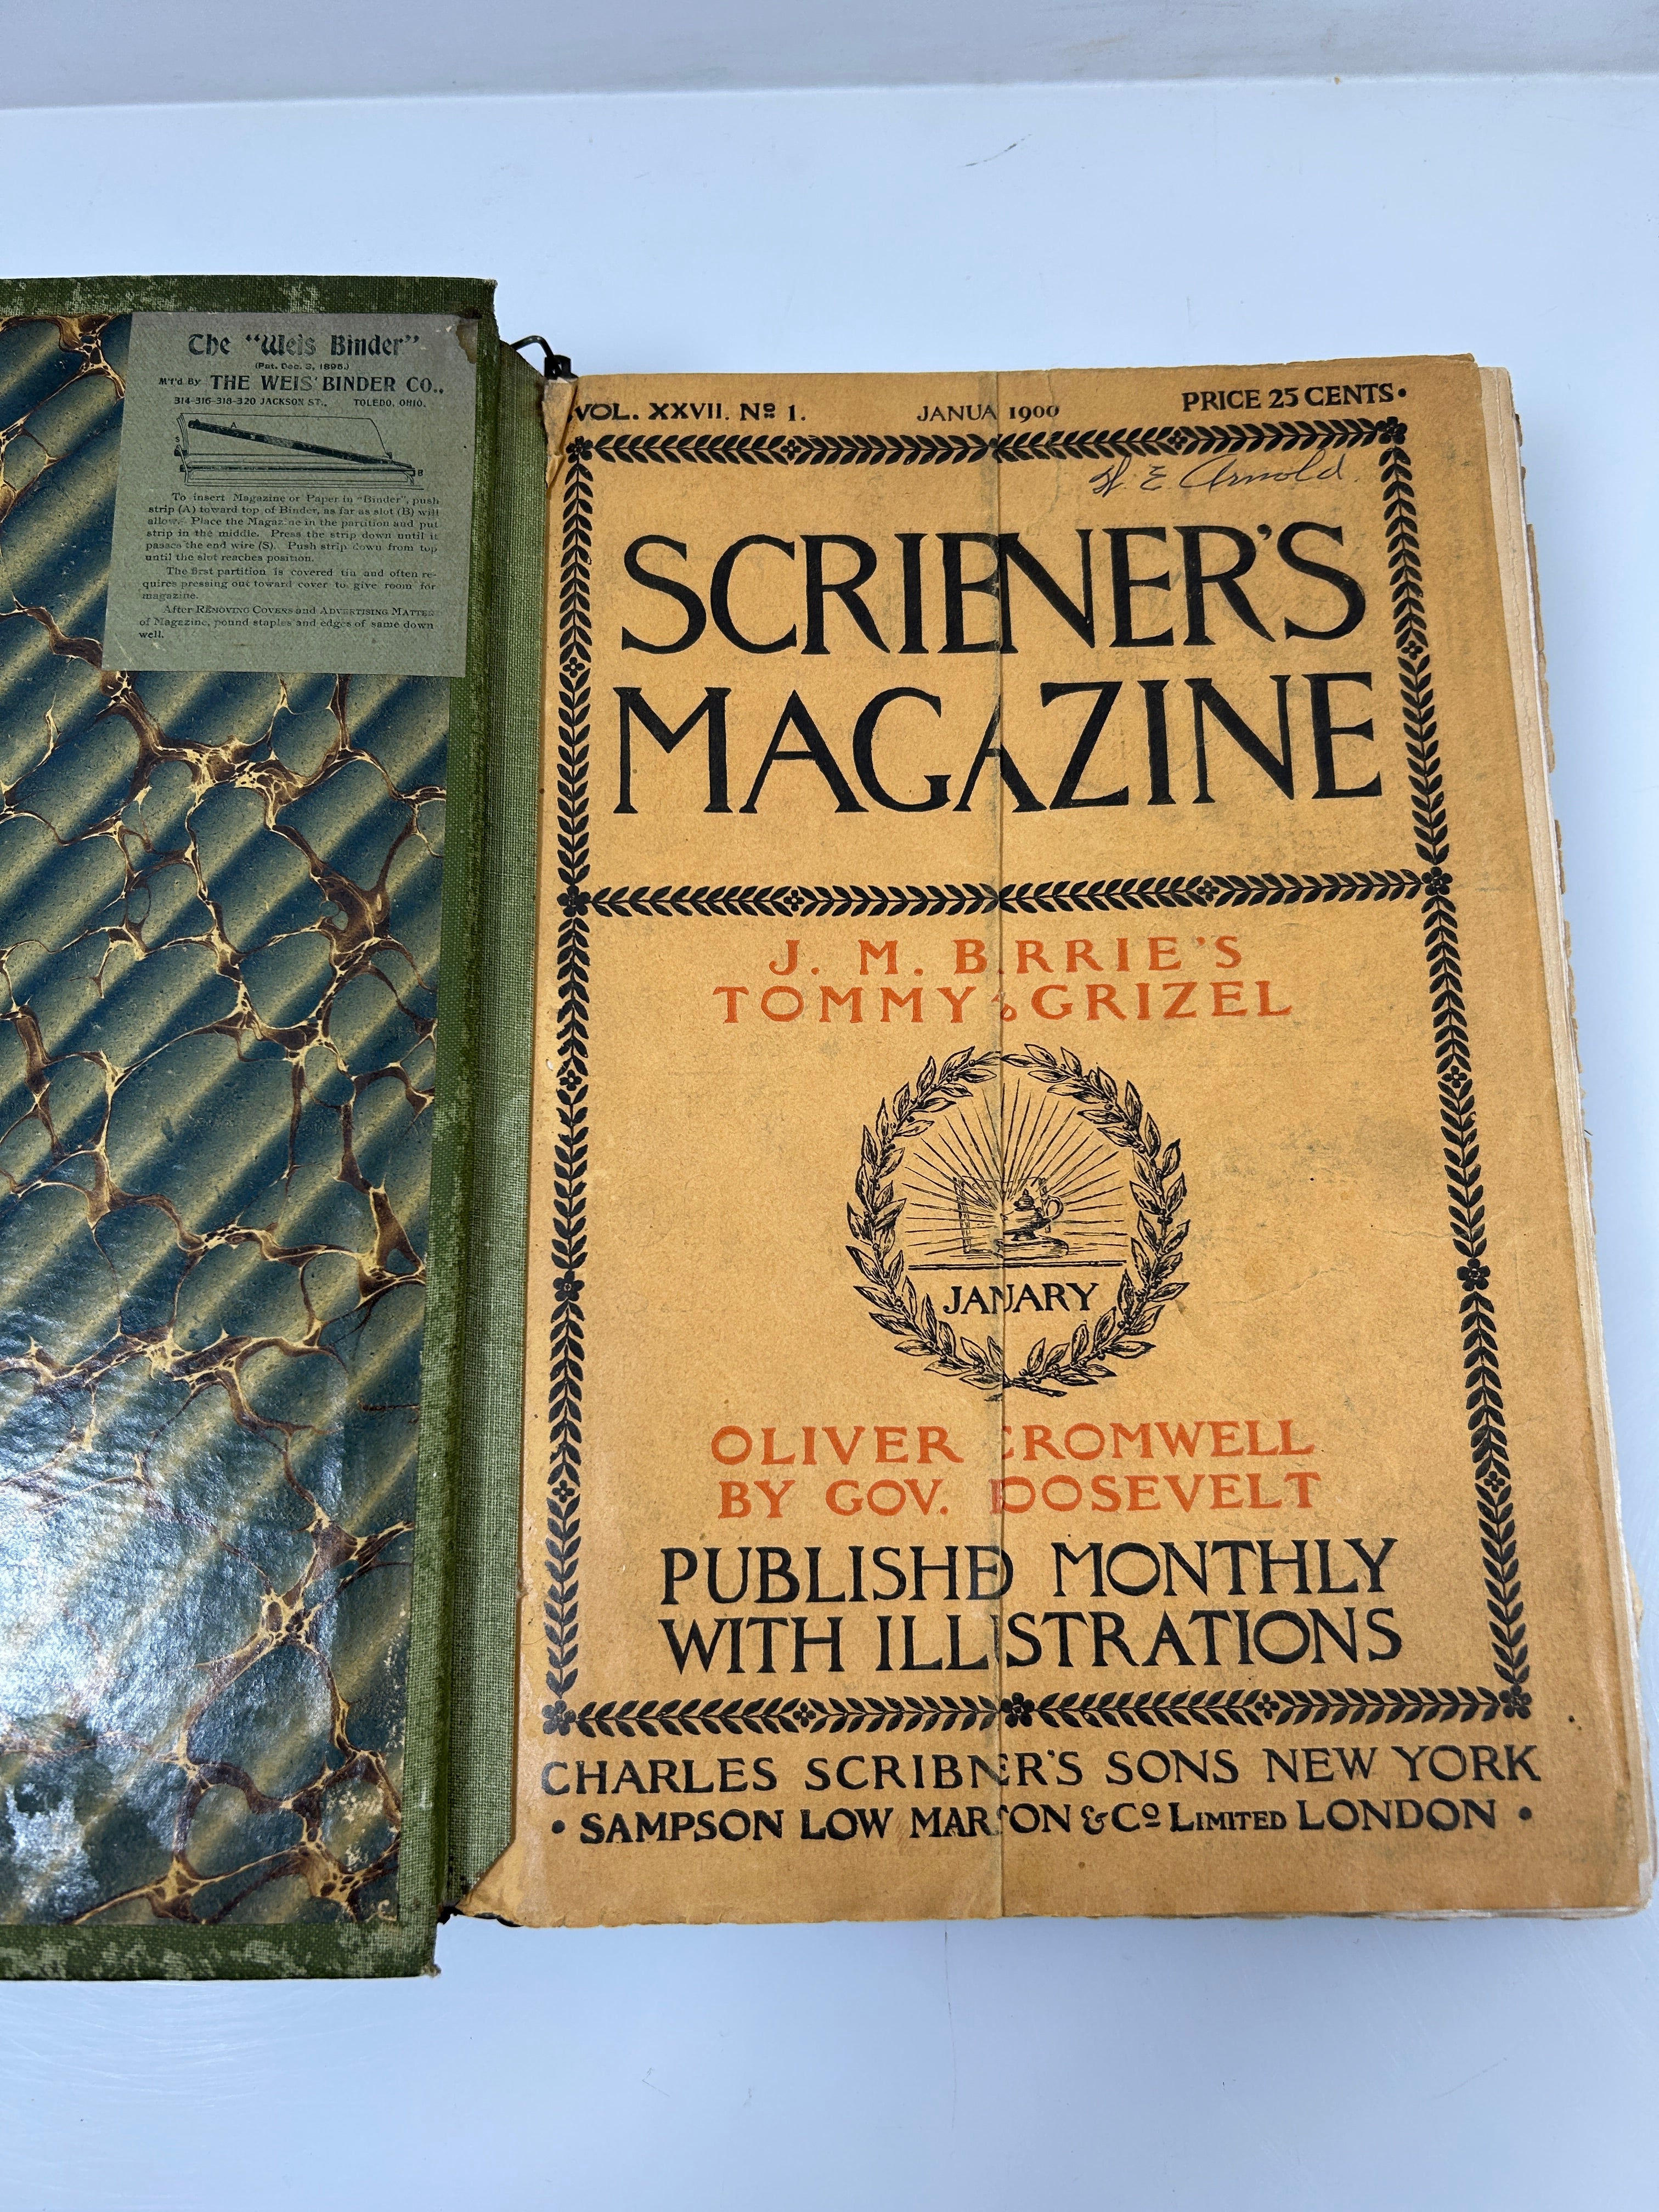 The "Weis Binder"
(Pat. Dec. 3, 1895.)
M'f'd By THE WEIS BINDER CO.,
314-316-318-320 JACKSON ST., TOLEDO, OHIO.
A
S
B
To insert Magazine or Paper in "Binder", push
strip (A) toward top of Binder, as far as slot (B) will
allow. Place the Magazine in the partition and put
strip in the middle. Press the strip down until it
passes the end wire (S). Push strip down from top
until the slot reaches position.
The first partition is covered tin and often re-
quires pressing out toward cover to give room for
magazine.
After REMOVING COVERS and ADVERTISING MATTER
of Magazine, pound staples and edges of same down
well.
VOL. XXVII. Nº 1. JANUA 1900 PRICE 25 CENTS•
W. E. Arnold.
SCRIBNER'S
MAGAZINE
J. M. BARRIE'S
TOMMY & GRIZEL
JANARY
OLIVER CROMWELL
BY GOV. ROOSEVELT
PUBLISHED MONTHLY
WITH ILLUSTRATIONS
CHARLES SCRIBNER'S SONS NEW YORK
• SAMPSON LOW MARSTON & Cº LIMITED LONDON •